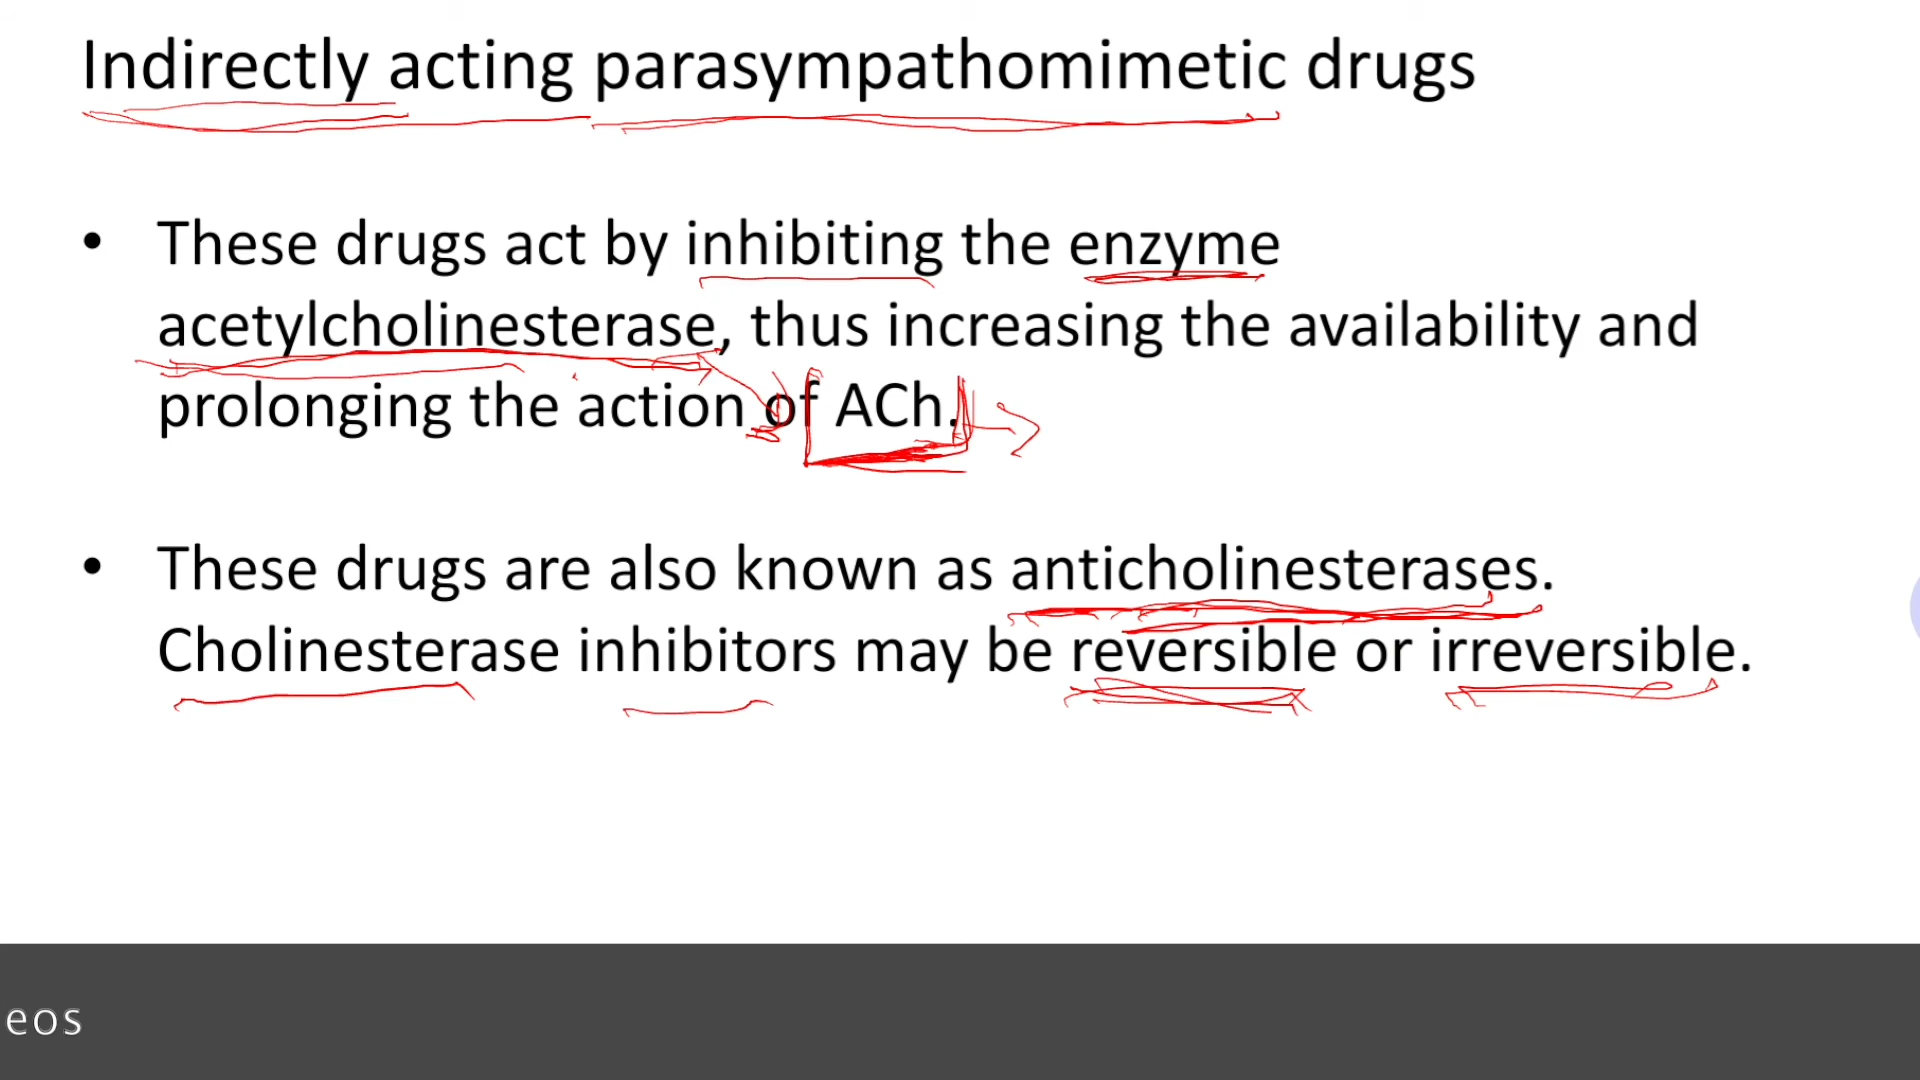 Indirectly acting parasympathomimetic drugs
• These drugs act by inhibiting the enzyme
acetylcholinesterase, thus increasing the availability and
prolonging the action of ACh.
• These drugs are also known as anticholinesterases.
Cholinesterase inhibitors may be reversible or irreversible.
eos